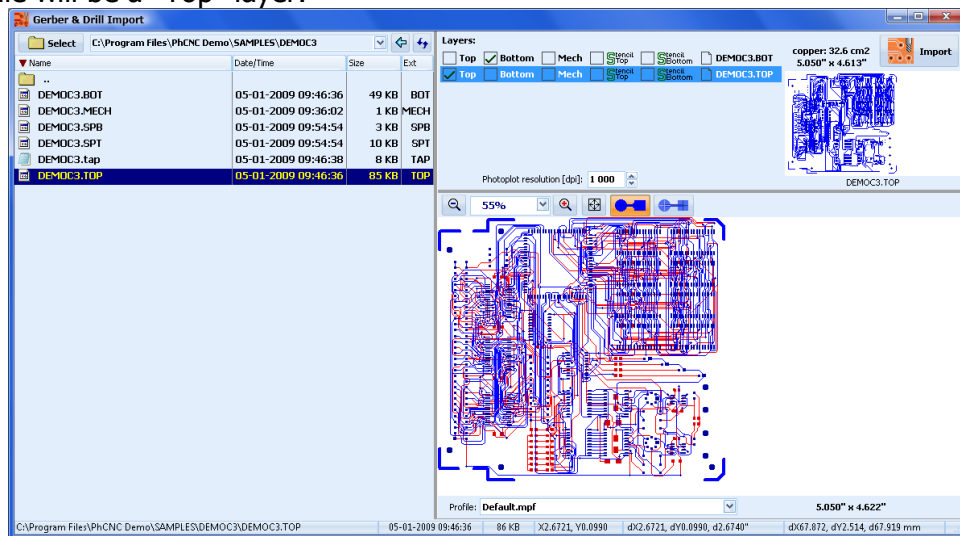 file will be a "Top" layer.
Gerber & Drill Import
Select C:\Program Files\PhCNC Demo\SAMPLES\DEMOC3
Name Date/Time Size Ext
..
DEMOC3.BOT 05-01-2009 09:46:36 49 KB BOT
DEMOC3.MECH 05-01-2009 09:36:02 1 KB MECH
DEMOC3.SPB 05-01-2009 09:54:54 3 KB SPB
DEMOC3.SPT 05-01-2009 09:54:54 10 KB SPT
DEMOC3.tap 05-01-2009 09:46:38 8 KB TAP
DEMOC3.TOP 05-01-2009 09:46:36 85 KB TOP
Layers:
Top Bottom Mech Stencil Top Stencil Bottom DEMOC3.BOT
Top Bottom Mech Stencil Top Stencil Bottom DEMOC3.TOP
copper: 32.6 cm2
5.050" x 4.613"
Import
Photoplot resolution [dpi]: 1 000
DEMOC3.TOP
55%
Profile: Default.mpf
5.050" x 4.622"
C:\Program Files\PhCNC Demo\SAMPLES\DEMOC3\DEMOC3.TOP 05-01-2009 09:46:36 86 KB X2.6721, Y0.0990 dX2.6721, dY0.0990, d2.6740" dX67.872, dY2.514, d67.919 mm